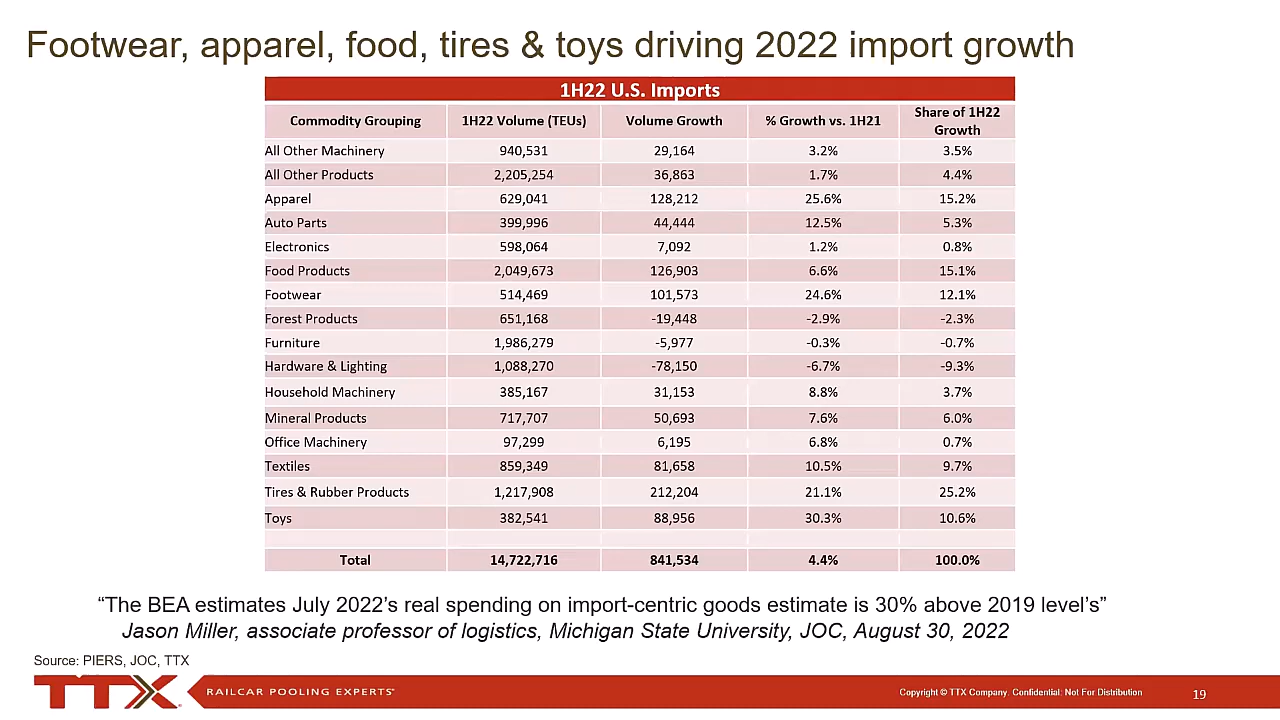 Footwear, apparel, food, tires & toys driving 2022 import growth
1H22 U.S. Imports
Commodity Grouping 1H22 Volume (TEUs) Volume Growth % Growth vs. 1H21 Share of 1H22 Growth
All Other Machinery 940,531 29,164 3.2% 3.5%
All Other Products 2,205,254 36,863 1.7% 4.4%
Apparel 629,041 128,212 25.6% 15.2%
Auto Parts 399,996 44,444 12.5% 5.3%
Electronics 598,064 7,092 1.2% 0.8%
Food Products 2,049,673 126,903 6.6% 15.1%
Footwear 514,469 101,573 24.6% 12.1%
Forest Products 651,168 -19,448 -2.9% -2.3%
Furniture 1,986,279 -5,977 -0.3% -0.7%
Hardware & Lighting 1,088,270 -78,150 -6.7% -9.3%
Household Machinery 385,167 31,153 8.8% 3.7%
Mineral Products 717,707 50,693 7.6% 6.0%
Office Machinery 97,299 6,195 6.8% 0.7%
Textiles 859,349 81,658 10.5% 9.7%
Tires & Rubber Products 1,217,908 212,204 21.1% 25.2%
Toys 382,541 88,956 30.3% 10.6%
Total 14,722,716 841,534 4.4% 100.0%
“The BEA estimates July 2022’s real spending on import-centric goods estimate is 30% above 2019 level’s”
Jason Miller, associate professor of logistics, Michigan State University, JOC, August 30, 2022
Source: PIERS, JOC, TTX
TTX RAILCAR POOLING EXPERTS Copyright © TTX Company. Confidential: Not For Distribution 19